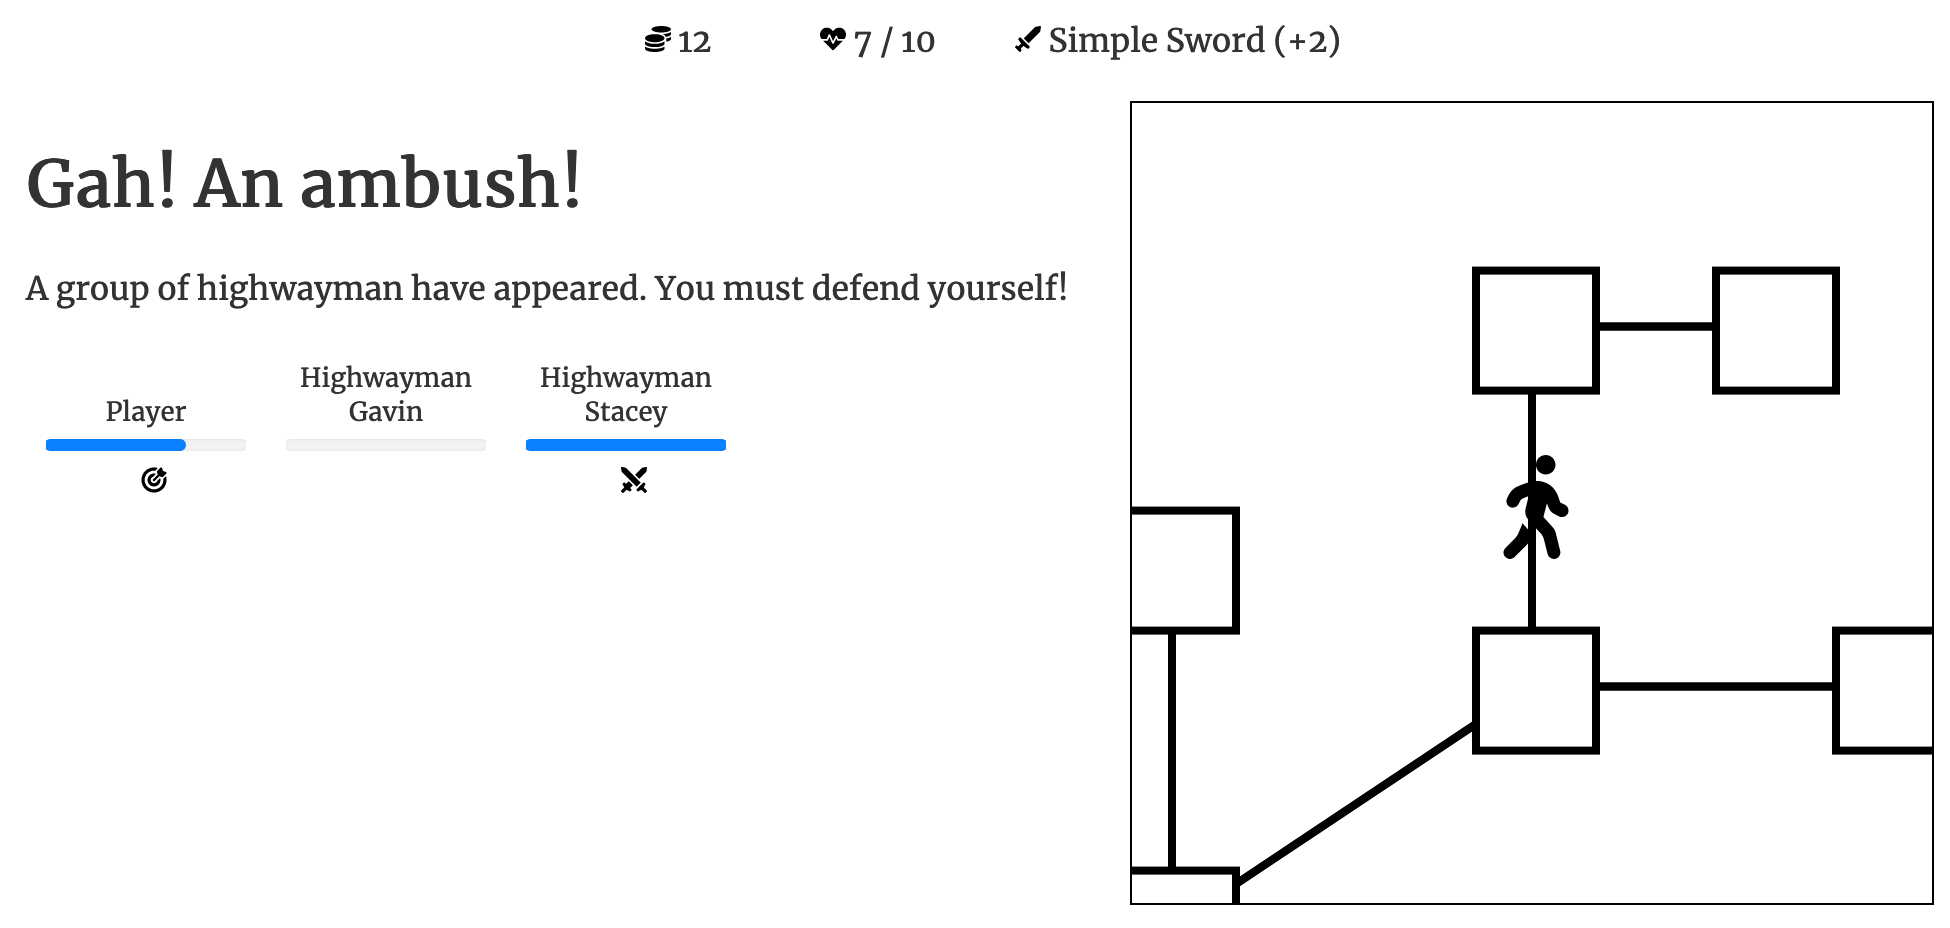 12 7 / 10 Simple Sword (+2)
Gah! An ambush!
A group of highwayman have appeared. You must defend yourself!
Player
Highwayman
Gavin
Highwayman
Stacey